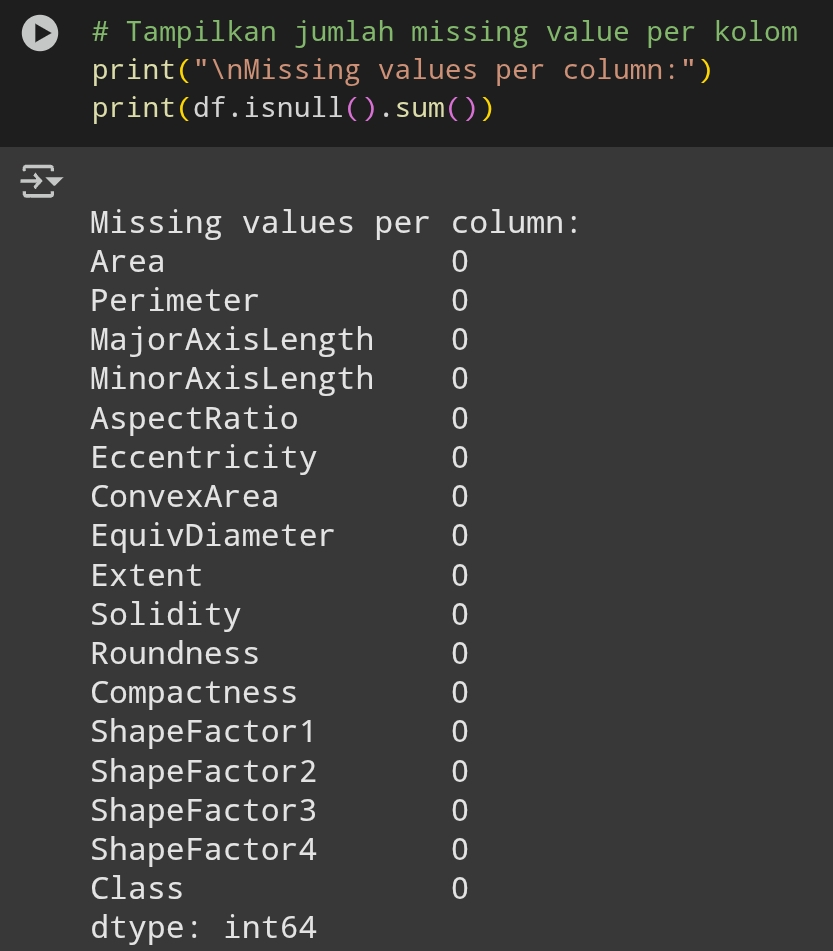 # Tampilkan jumlah missing value per kolom
print("\nMissing values per column:")
print(df.isnull().sum())
Missing values per column:
Area 0
Perimeter 0
MajorAxisLength 0
MinorAxisLength 0
AspectRatio 0
Eccentricity 0
ConvexArea 0
EquivDiameter 0
Extent 0
Solidity 0
Roundness 0
Compactness 0
ShapeFactor1 0
ShapeFactor2 0
ShapeFactor3 0
ShapeFactor4 0
Class 0
dtype: int64